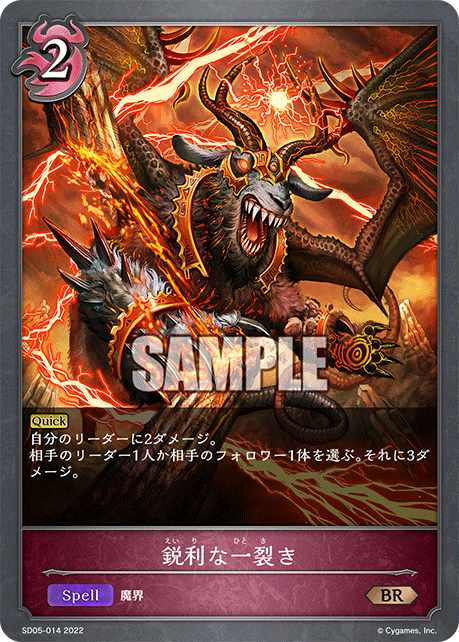 2
SAMPLE
Quick
自分のリーダーに2ダメージ。
相手のリーダー1人か相手のフォロワー1体を選ぶ。それに3ダ
メージ。
えいり ひとさ
鋭利な一裂き
Spell 魔界 BR
SD05-014 2022 © Cygames, Inc.